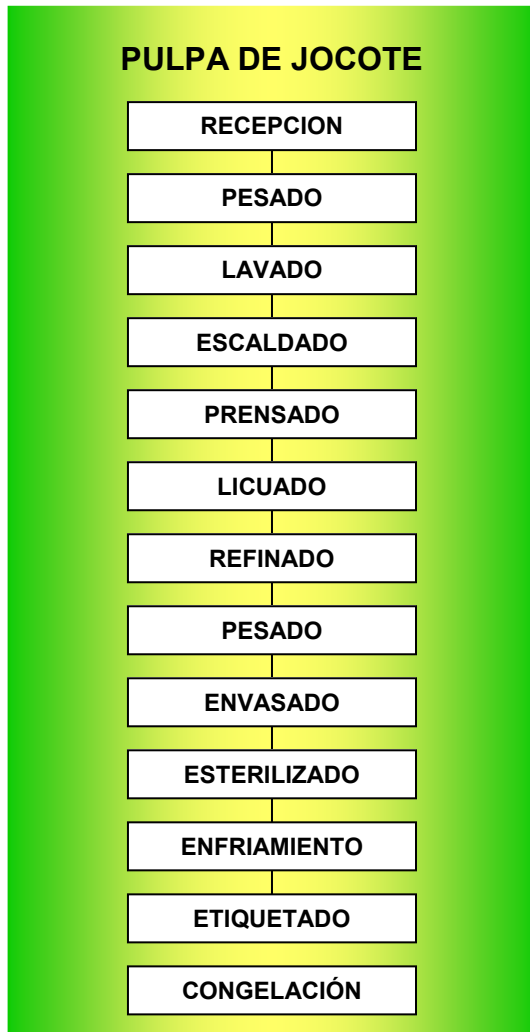 PULPA DE JOCOTE
RECEPCION
PESADO
LAVADO
ESCALDADO
PRENSADO
LICUADO
REFINADO
PESADO
ENVASADO
ESTERILIZADO
ENFRIAMIENTO
ETIQUETADO
CONGELACIÓN